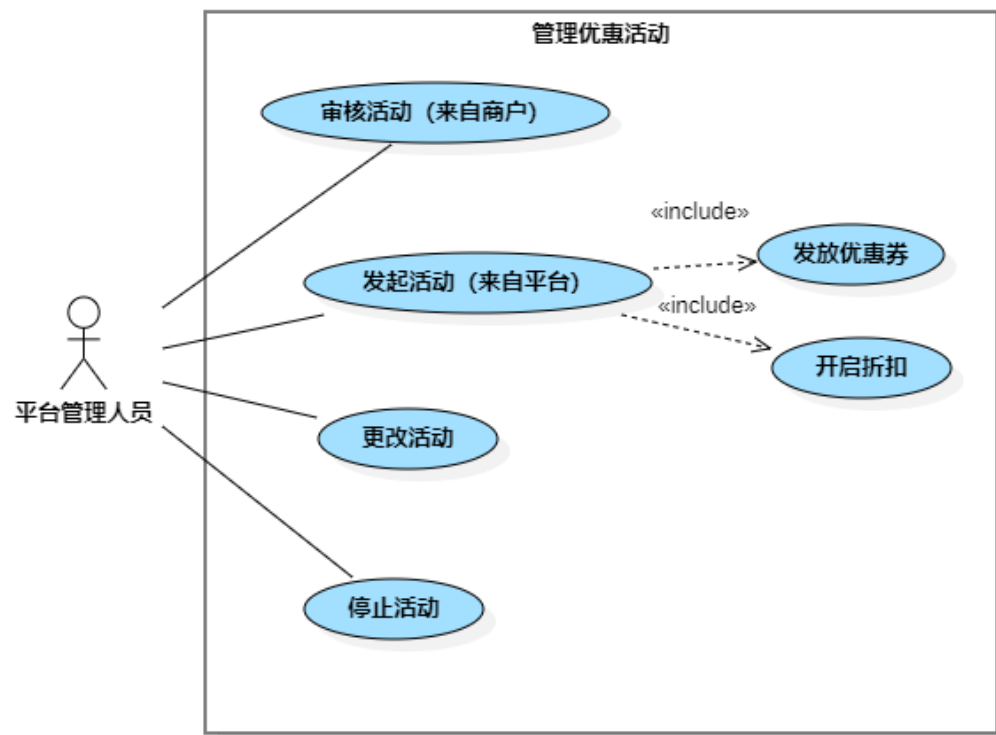 管理优惠活动
审核活动（来自商户）
«include»
发放优惠券
发起活动（来自平台）
«include»
开启折扣
平台管理人员
更改活动
停止活动